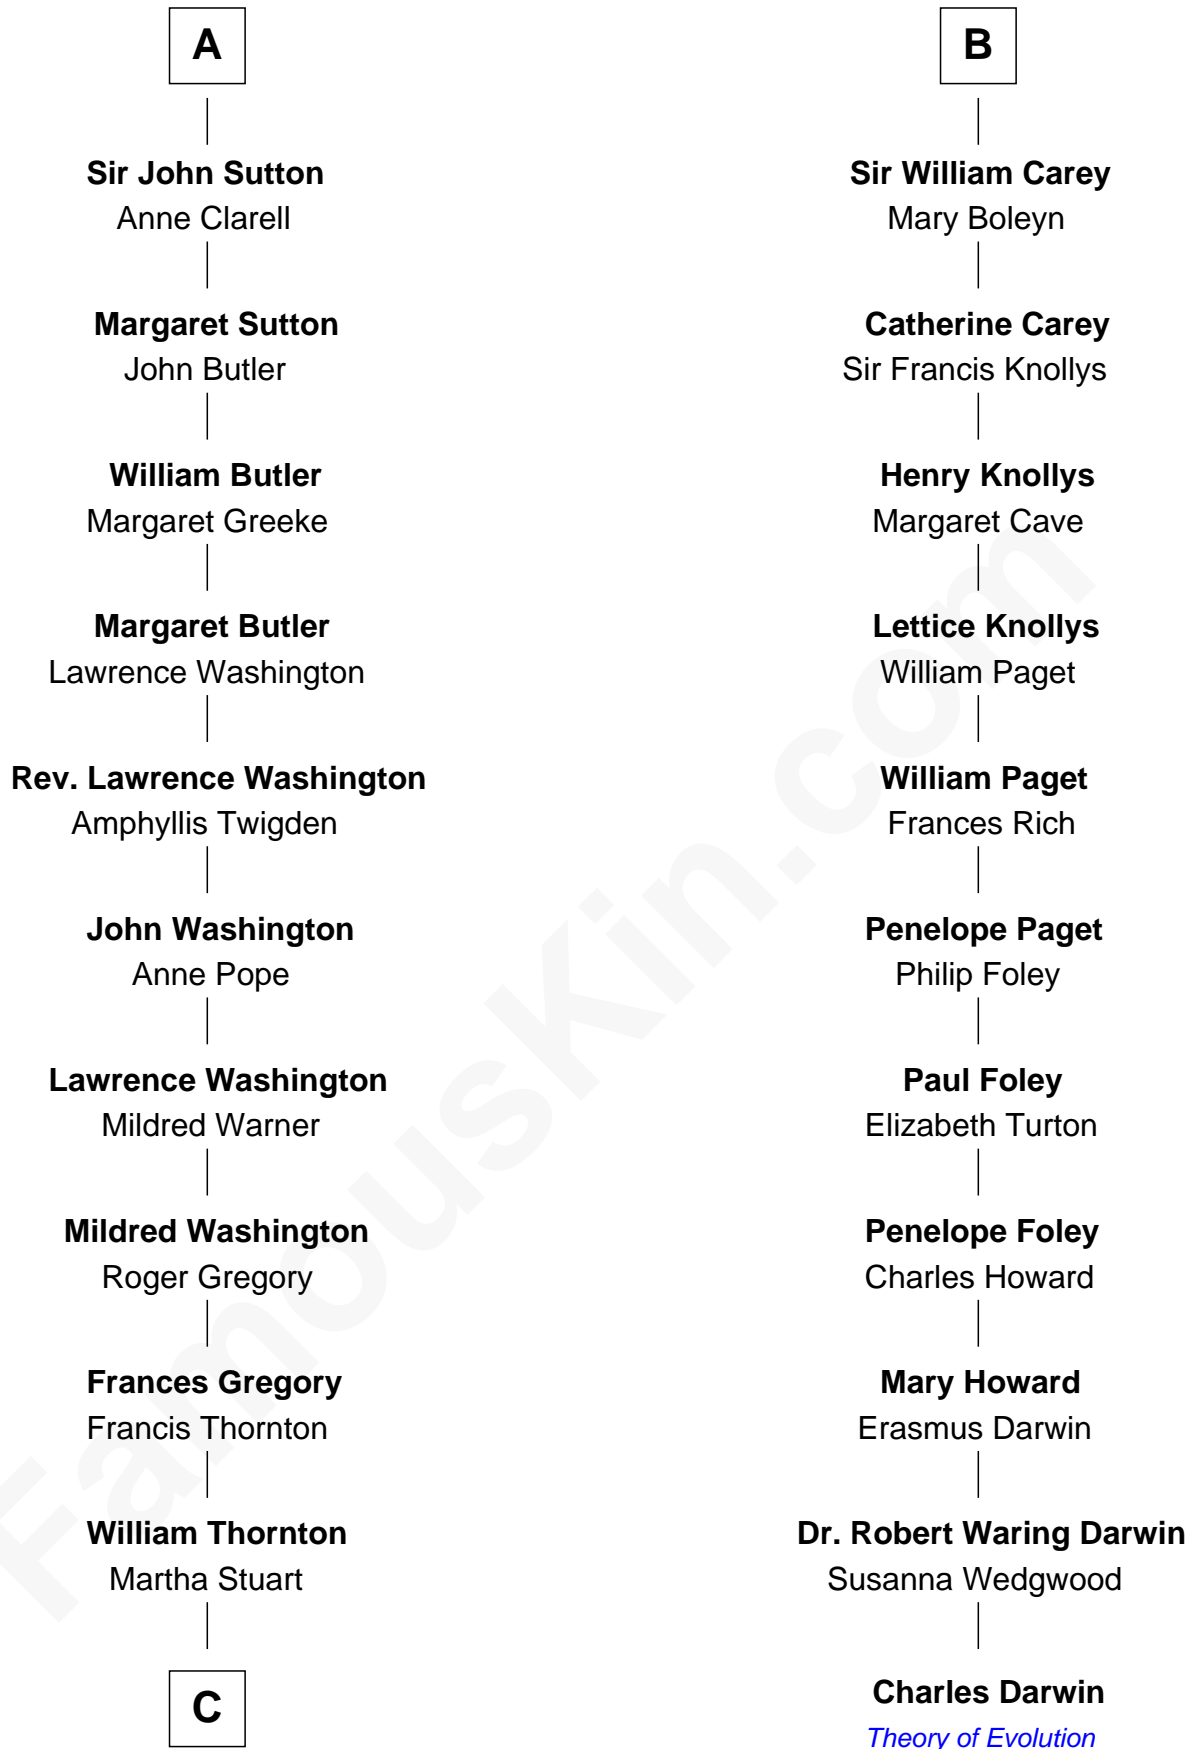 A
Sir John Sutton
Anne Clarell
Margaret Sutton
John Butler
William Butler
Margaret Greeke
Margaret Butler
Lawrence Washington
Rev. Lawrence Washington
Amphyllis Twigden
John Washington
Anne Pope
Lawrence Washington
Mildred Warner
Mildred Washington
Roger Gregory
Frances Gregory
Francis Thornton
William Thornton
Martha Stuart
C
B
Sir William Carey
Mary Boleyn
Catherine Carey
Sir Francis Knollys
Henry Knollys
Margaret Cave
Lettice Knollys
William Paget
William Paget
Frances Rich
Penelope Paget
Philip Foley
Paul Foley
Elizabeth Turton
Penelope Foley
Charles Howard
Mary Howard
Erasmus Darwin
Dr. Robert Waring Darwin
Susanna Wedgwood
Charles Darwin
Theory of Evolution
FamousKin.com